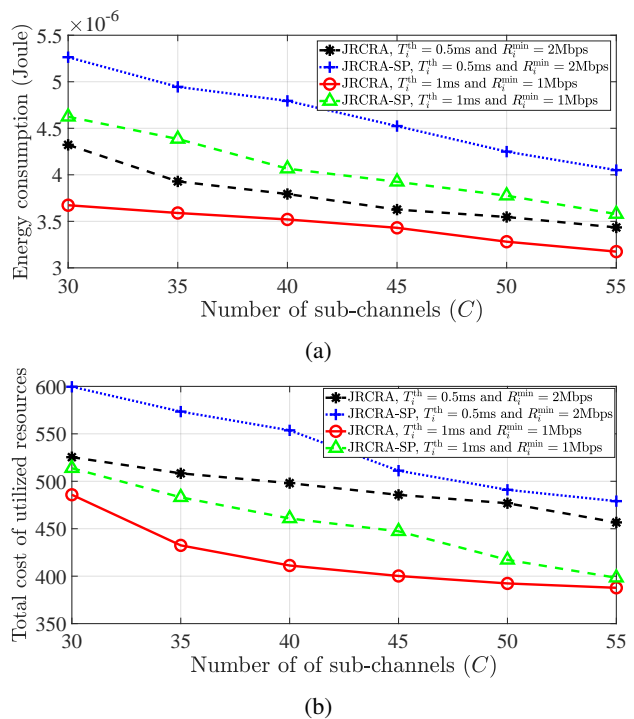 ×10⁻⁶
5.5
5
4.5
4
3.5
3
Energy consumption (Joule)
JRCRA, T_i^th = 0.5ms and R_i^min = 2Mbps
JRCRA-SP, T_i^th = 0.5ms and R_i^min = 2Mbps
JRCRA, T_i^th = 1ms and R_i^min = 1Mbps
JRCRA-SP, T_i^th = 1ms and R_i^min = 1Mbps
30 35 40 45 50 55
Number of sub-channels (C)
(a)
600
550
500
450
400
350
Total cost of utilized resources
JRCRA, T_i^th = 0.5ms and R_i^min = 2Mbps
JRCRA-SP, T_i^th = 0.5ms and R_i^min = 2Mbps
JRCRA, T_i^th = 1ms and R_i^min = 1Mbps
JRCRA-SP, T_i^th = 1ms and R_i^min = 1Mbps
30 35 40 45 50 55
Number of of sub-channels (C)
(b)